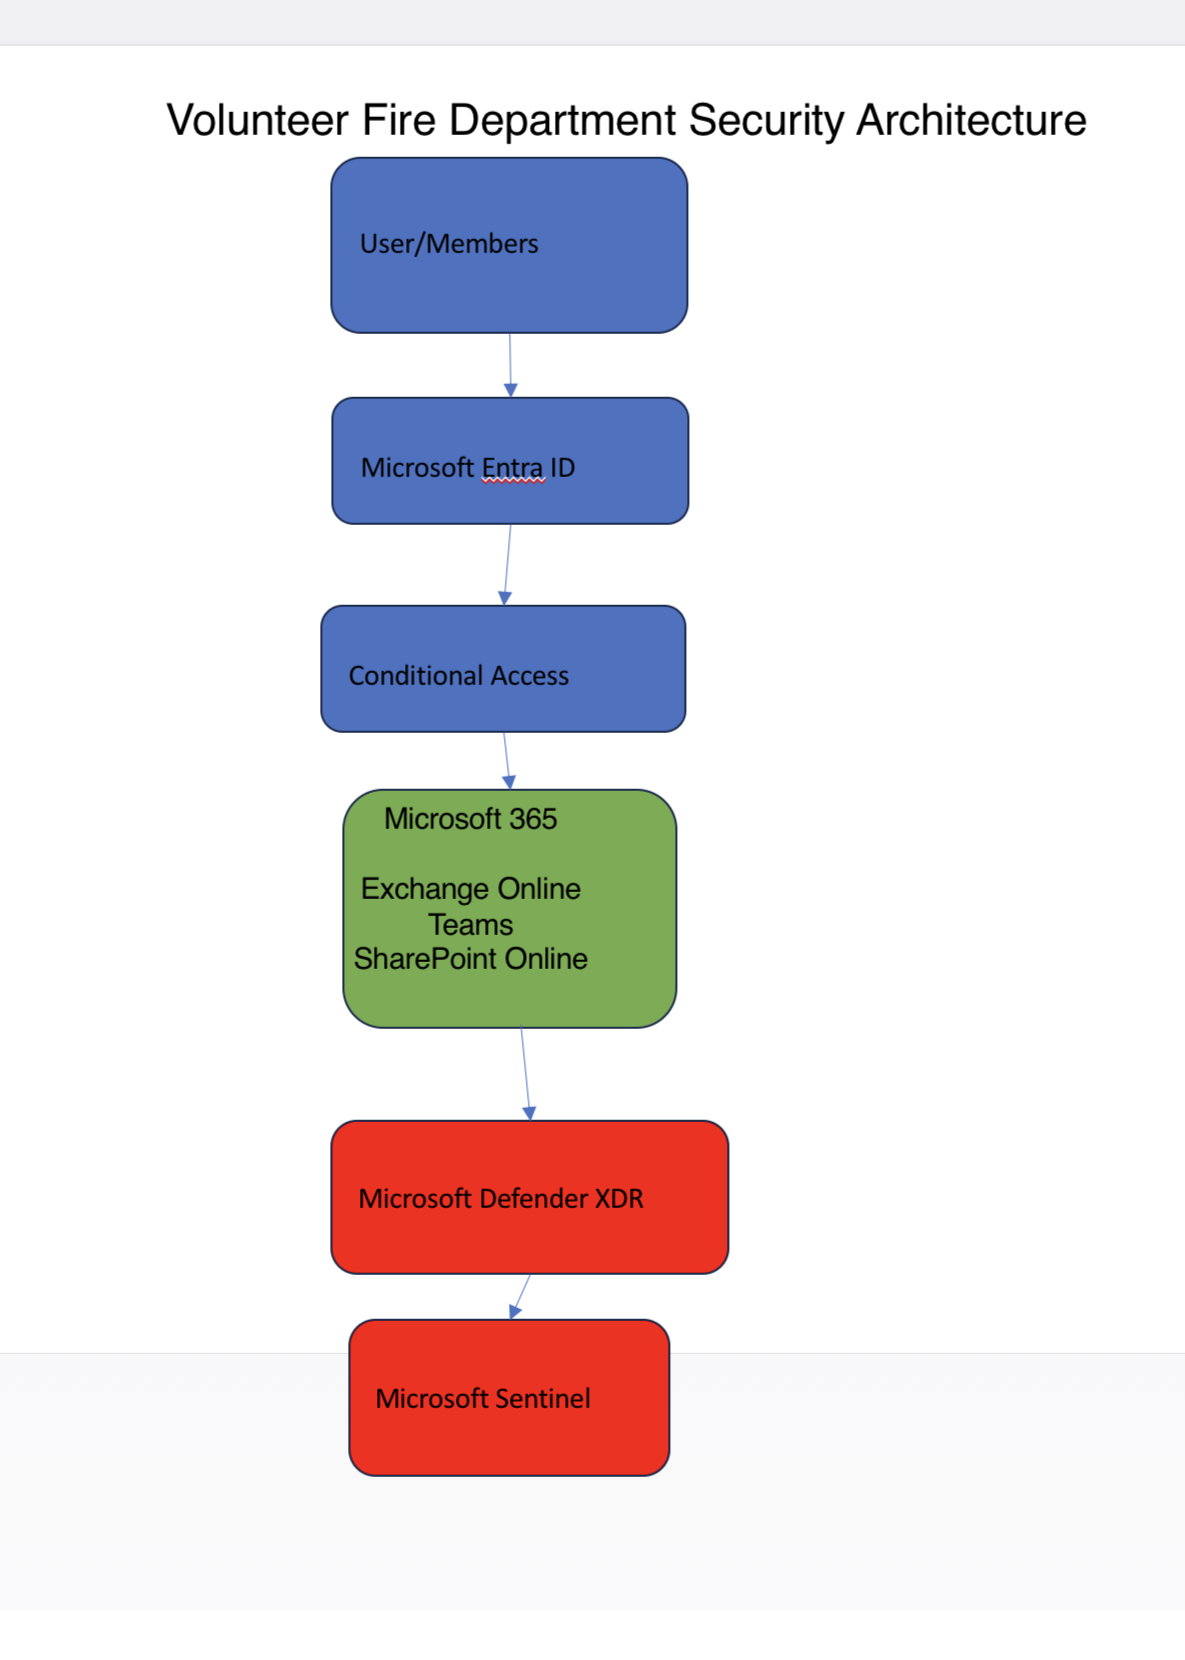 Volunteer Fire Department Security Architecture
User/Members
Microsoft Entra ID
Conditional Access
Microsoft 365
Exchange Online
Teams
SharePoint Online
Microsoft Defender XDR
Microsoft Sentinel